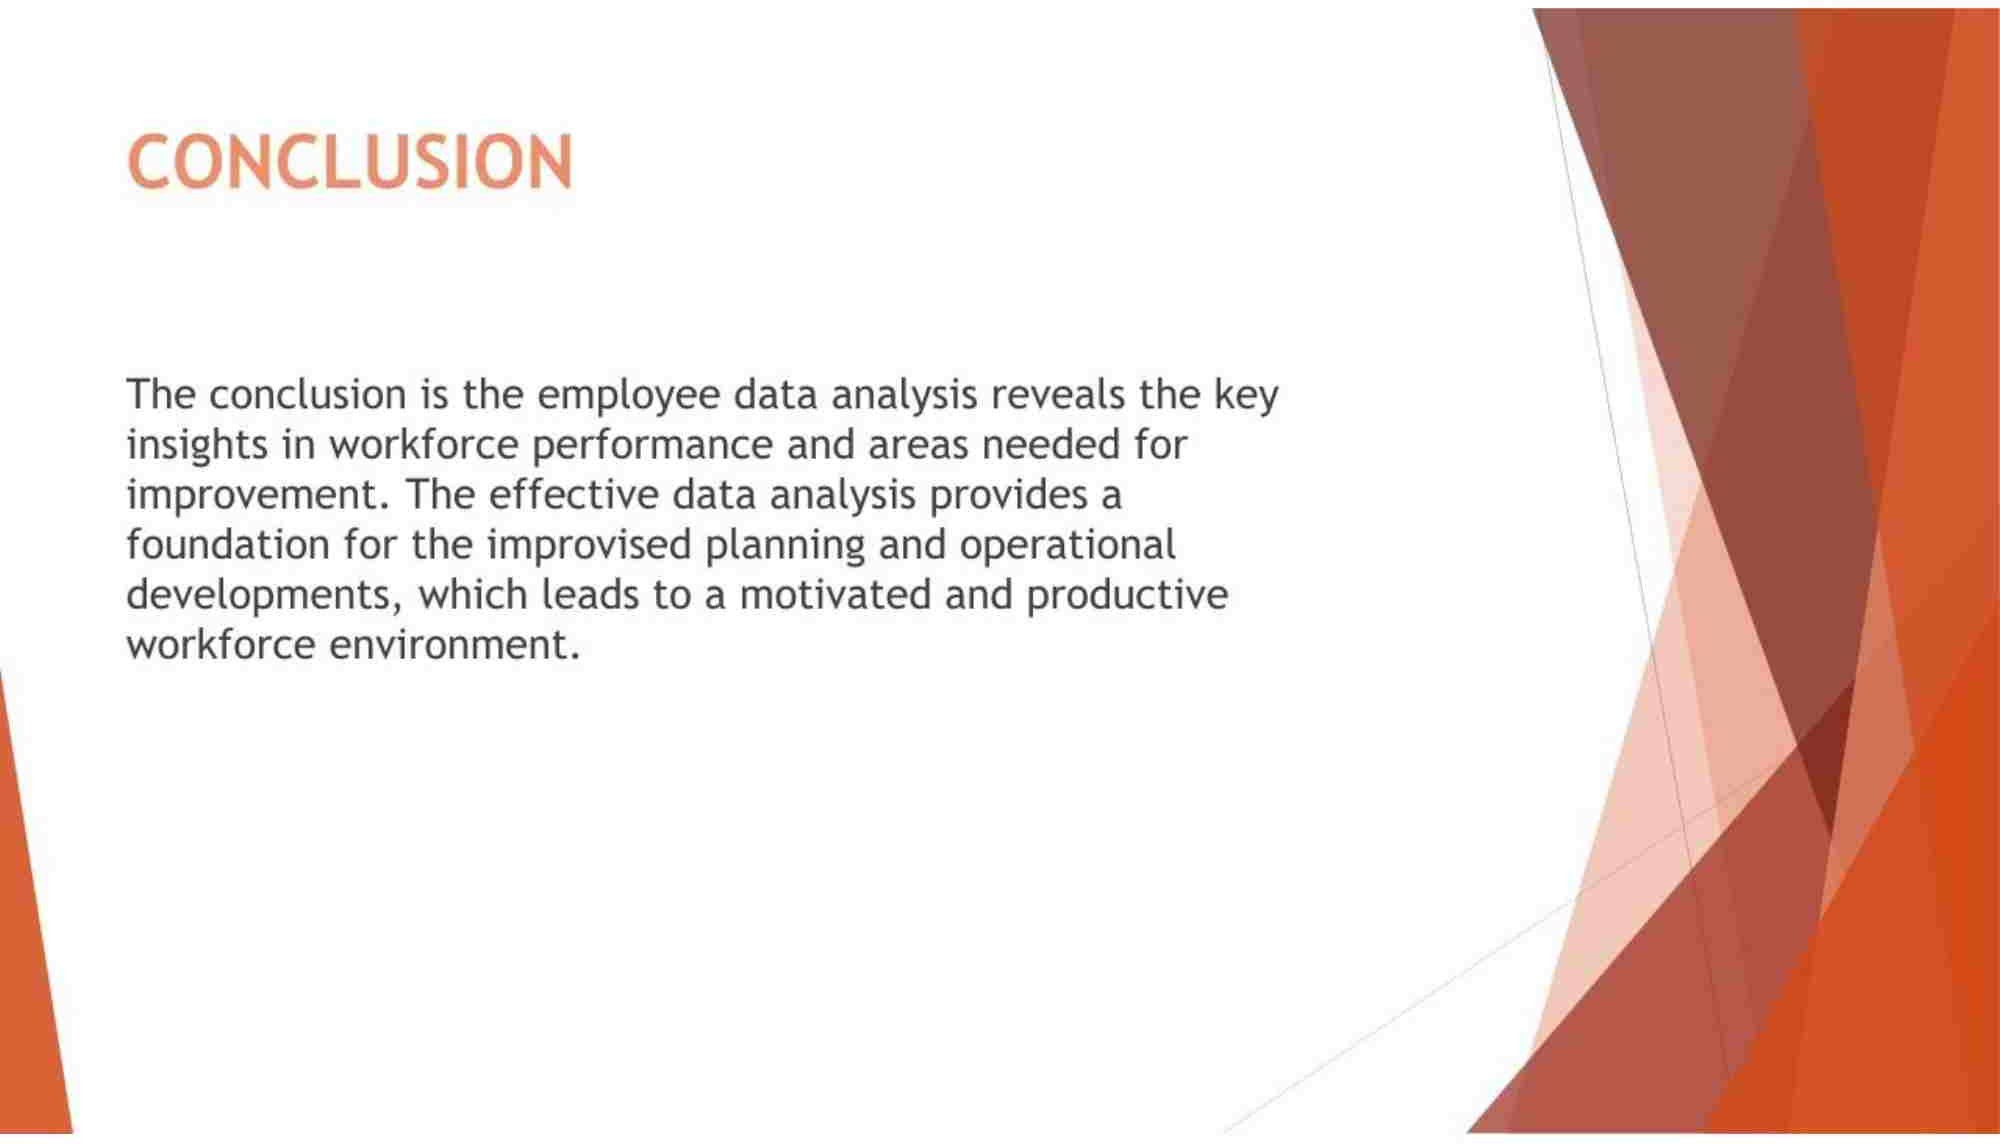 CONCLUSION
The conclusion is the employee data analysis reveals the key
insights in workforce performance and areas needed for
improvement. The effective data analysis provides a
foundation for the improvised planning and operational
developments, which leads to a motivated and productive
workforce environment.